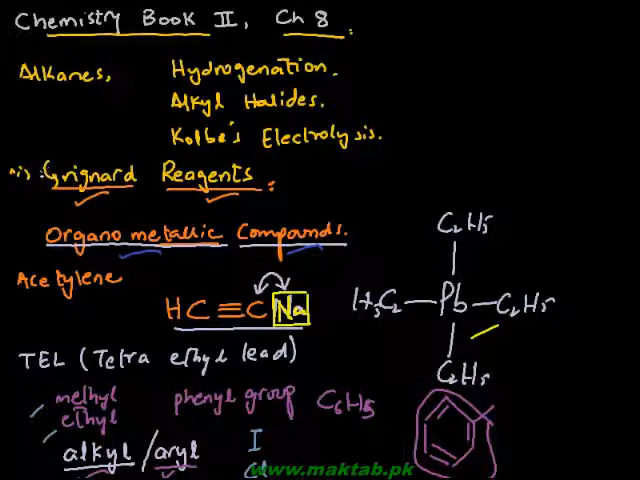 Chemistry Book II, Ch 8
Alkanes, Hydrogenation.
Alkyl Halides.
Kolbe's Electrolysis.
Grignard Reagents :
Organo metallic Compounds.
Acetylene
HC ≡ C Na
TEL (Tetra ethyl lead)
C2H5
H5C2 — Pb — C2H5
C2H5
methyl
ethyl
phenyl group C6H5
alkyl / aryl
I
Cl
www.maktab.pk